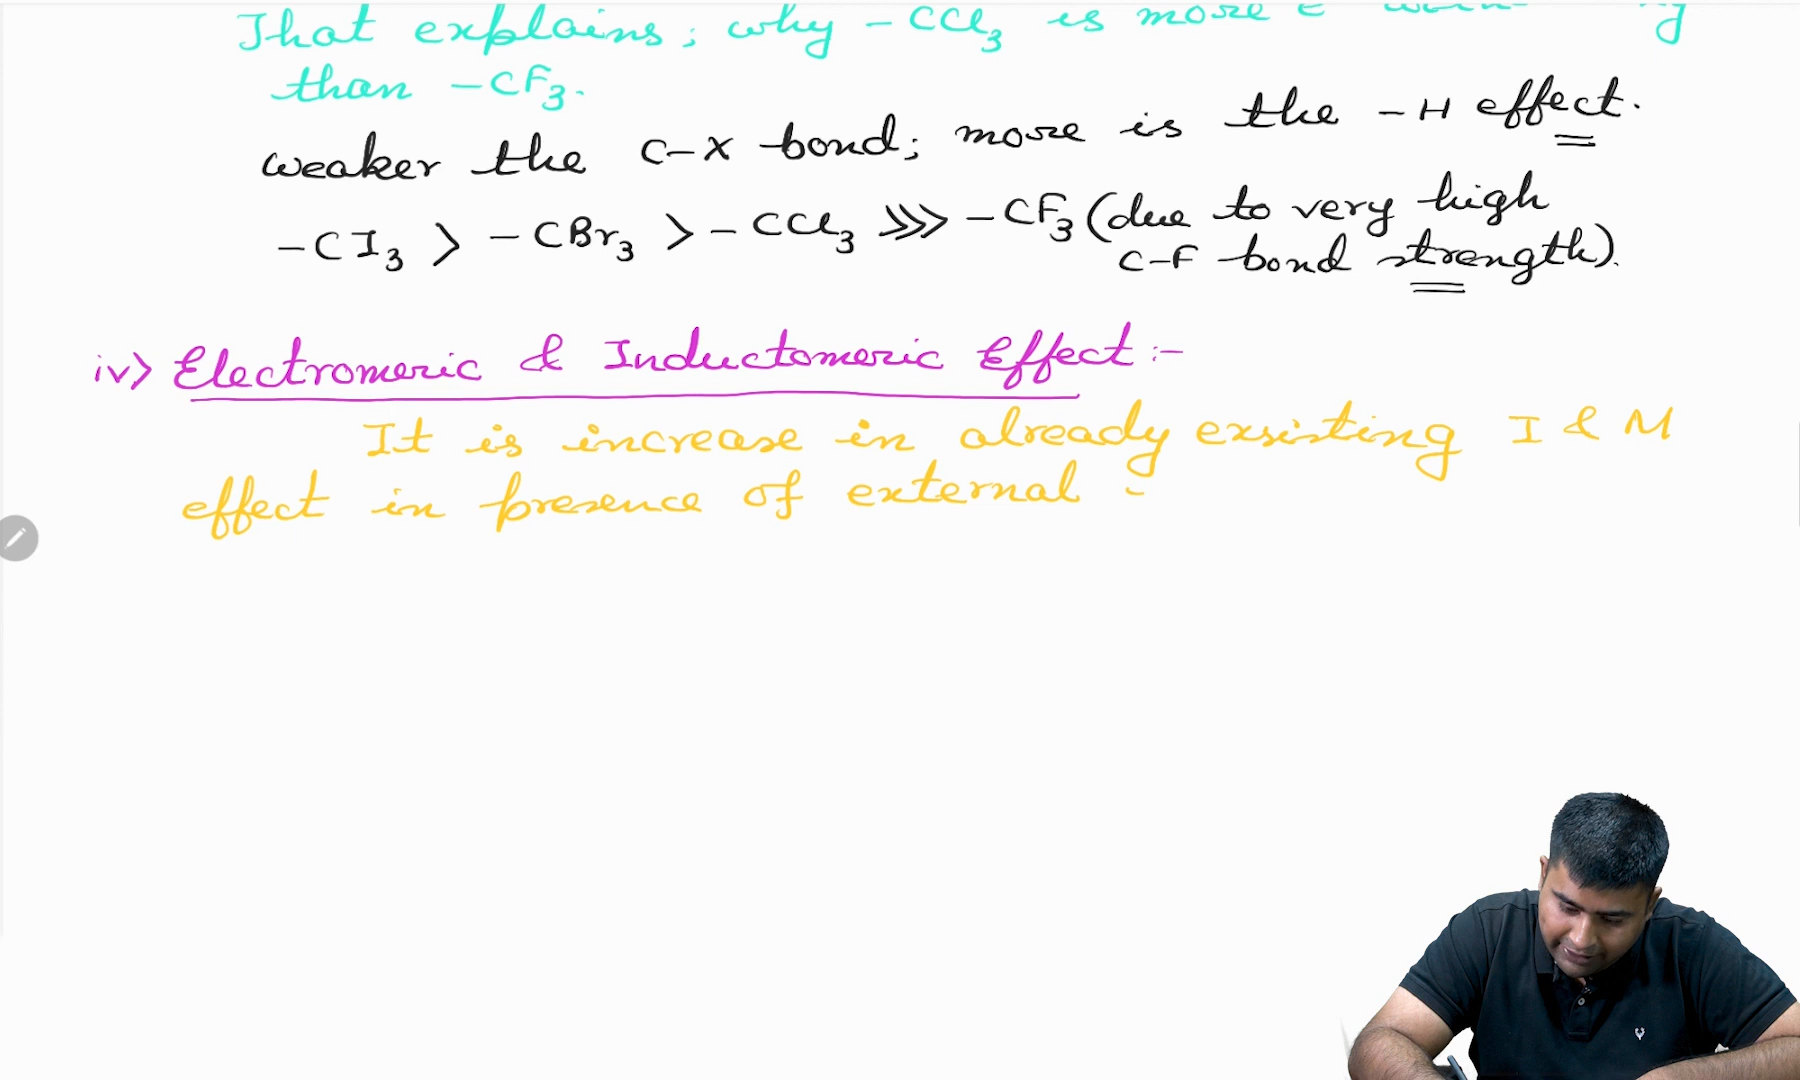 That explains; why -CCl3 is more e
than -CF3.
weaker the C-X bond; more is the -H effect.
-CI3 > -CBr3 > -CCl3 >>> -CF3 (due to very high
C-F bond strength).
iv> Electromeric & Inductomeric Effect :-
It is increase in already exsisting I & M
effect in presence of external